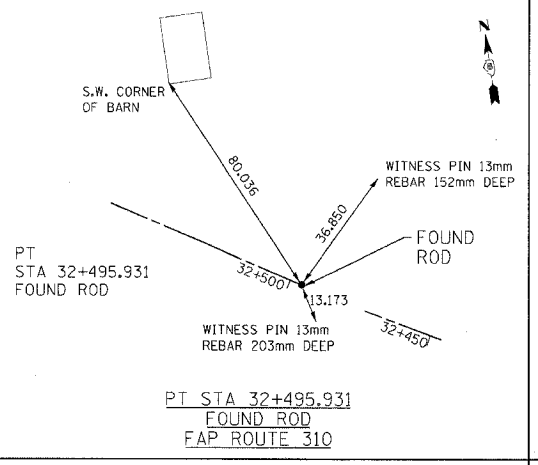 N
S.W. CORNER
OF BARN
80.036
WITNESS PIN 13mm
REBAR 152mm DEEP
36.850
FOUND
ROD
PT
STA 32+495.931
FOUND ROD
32+500
13.173
WITNESS PIN 13mm
REBAR 203mm DEEP
32+450
PT STA 32+495.931
FOUND ROD
FAP ROUTE 310